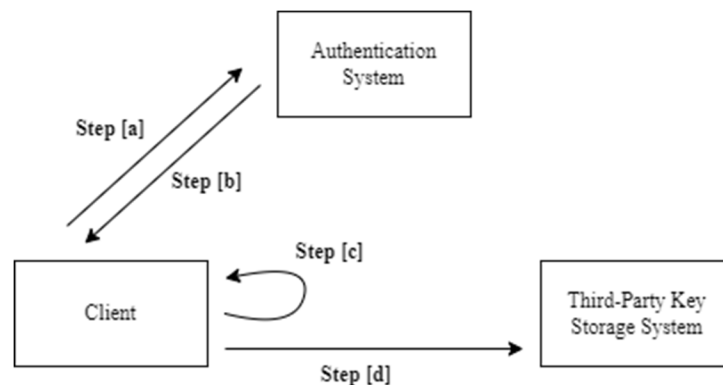 Authentication
System
Step [a]
Step [b]
Step [c]
Client
Third-Party Key
Storage System
Step [d]